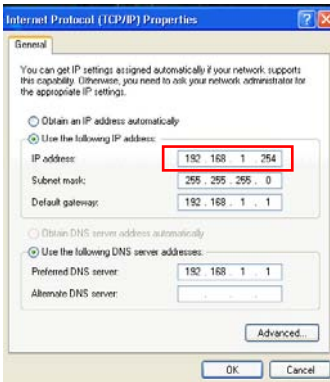 Internet Protocol (TCP/IP) Properties
General
You can get IP settings assigned automatically if your network supports
this capability. Otherwise, you need to ask your network administrator for
the appropriate IP settings.
Obtain an IP address automatically
Use the following IP address:
IP address: 192 . 168 . 1 . 254
Subnet mask: 255 . 255 . 255 . 0
Default gateway: 192 . 168 . 1 . 1
Obtain DNS server address automatically
Use the following DNS server addresses:
Preferred DNS server: 192 . 168 . 1 . 1
Alternate DNS server: . . .
Advanced...
OK Cancel